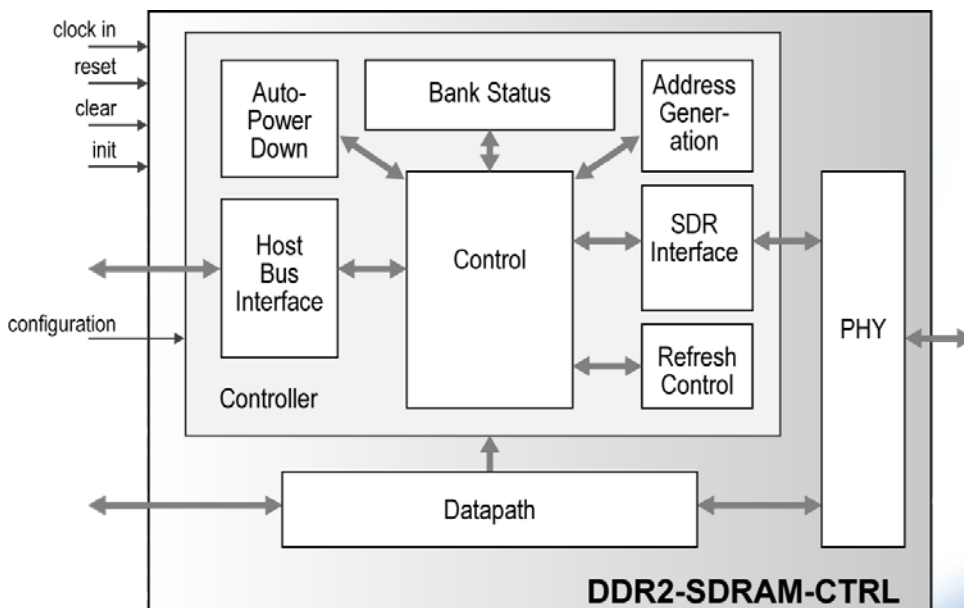 clock in
reset
clear
init
configuration
Auto-
Power
Down
Bank Status
Address
Gener-
ation
Host
Bus
Interface
Control
SDR
Interface
Refresh
Control
Controller
PHY
Datapath
DDR2-SDRAM-CTRL